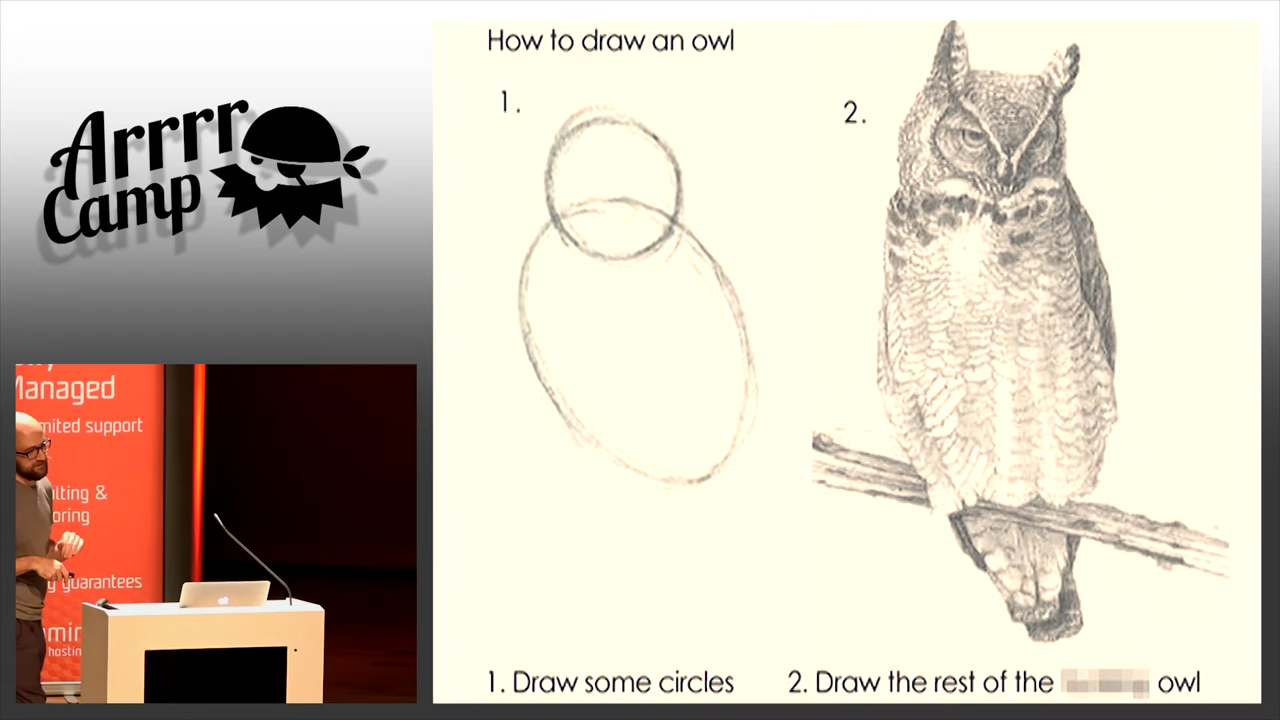 Arrrr
Camp
How to draw an owl
1.
2.
Managed
mited support
lting &
oring
guarantees
hostin
1. Draw some circles
2. Draw the rest of the owl